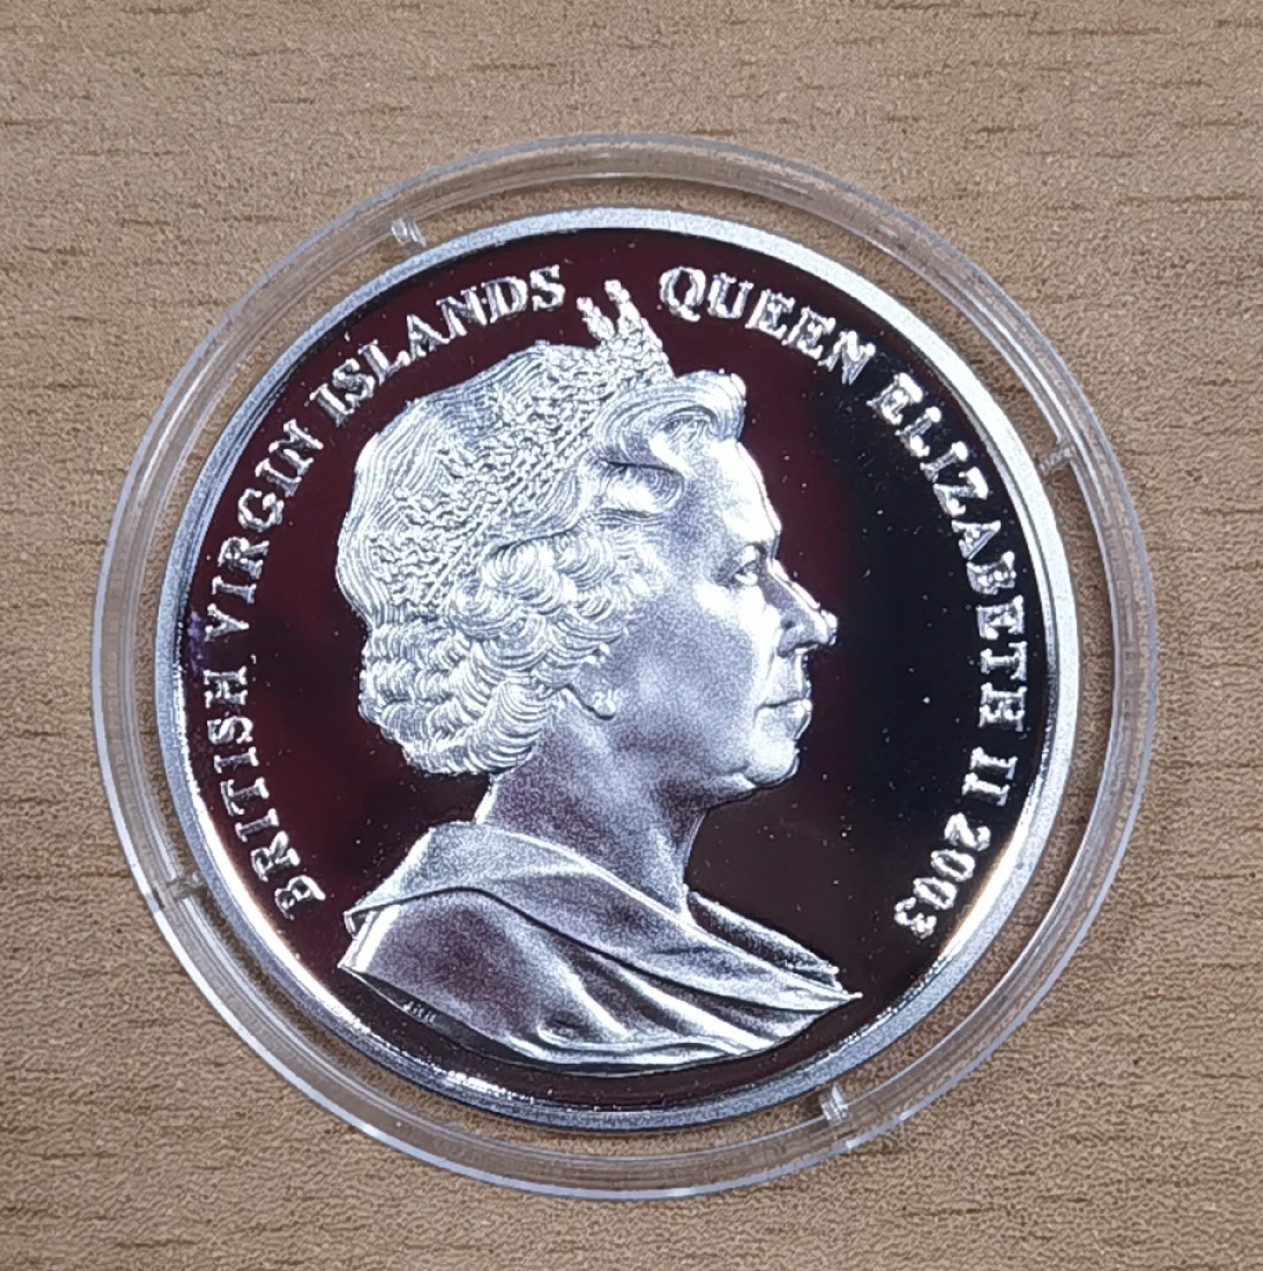 BRITISH VIRGIN ISLANDS QUEEN ELIZABETH II 2003